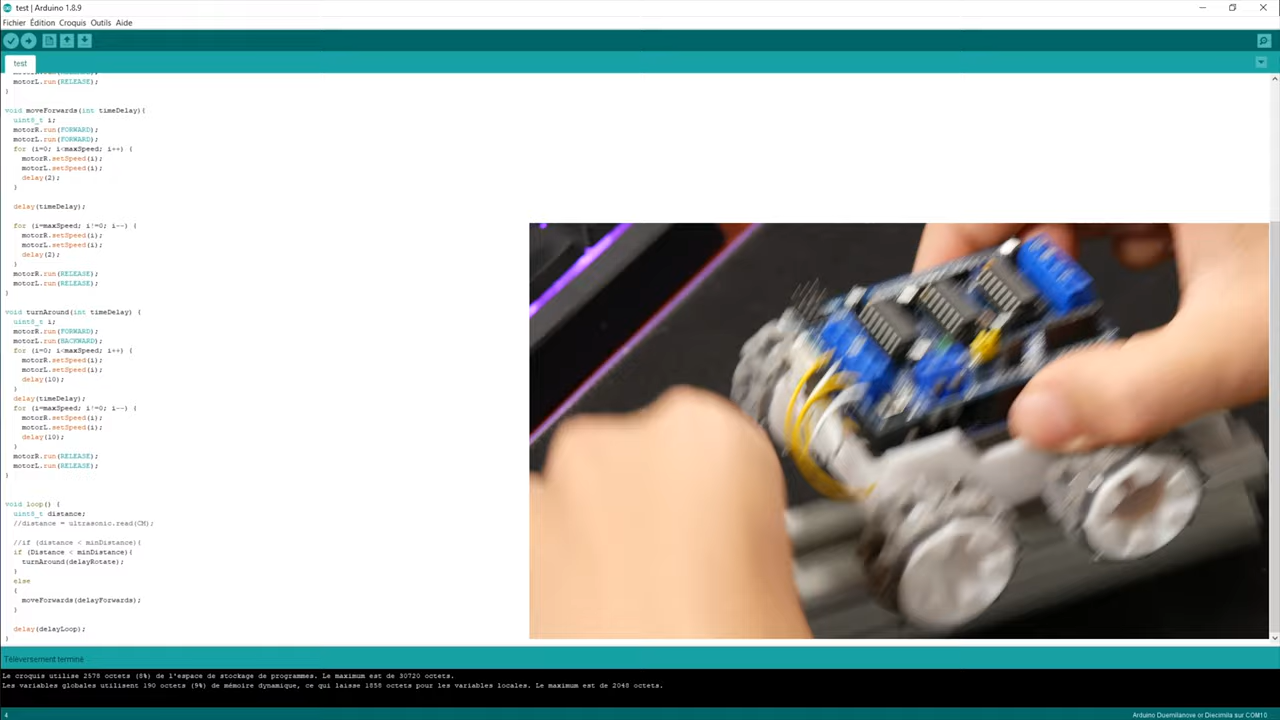 test | Arduino 1.8.9
Fichier Édition Croquis Outils Aide
test
motorL.run(RELEASE);
}
void moveForwards(int timeDelay){
uint8_t i;
motorR.run(FORWARD);
motorL.run(FORWARD);
for (i=0; i<maxSpeed; i++) {
motorR.setSpeed(i);
motorL.setSpeed(i);
delay(2);
}
delay(timeDelay);
for (i=maxSpeed; i!=0; i--) {
motorR.setSpeed(i);
motorL.setSpeed(i);
delay(2);
}
motorR.run(RELEASE);
motorL.run(RELEASE);
}
void turnAround(int timeDelay) {
uint8_t i;
motorR.run(FORWARD);
motorL.run(BACKWARD);
for (i=0; i<maxSpeed; i++) {
motorR.setSpeed(i);
motorL.setSpeed(i);
delay(10);
}
delay(timeDelay);
for (i=maxSpeed; i!=0; i--) {
motorR.setSpeed(i);
motorL.setSpeed(i);
delay(10);
}
motorR.run(RELEASE);
motorL.run(RELEASE);
}
void loop() {
uint8_t distance;
//distance = ultrasonic.read(CM);
//if (distance < minDistance){
if (Distance < minDistance){
turnAround(delayRotate);
}
else
{
moveForwards(delayForwards);
}
delay(delayLoop);
}
Téléversement terminé
Le croquis utilise 2578 octets (8%) de l'espace de stockage de programmes. Le maximum est de 30720 octets.
Les variables globales utilisent 190 octets (9%) de mémoire dynamique, ce qui laisse 1858 octets pour les variables locales. Le maximum est de 2048 octets.
4
Arduino Duemilanove or Diecimila sur COM10